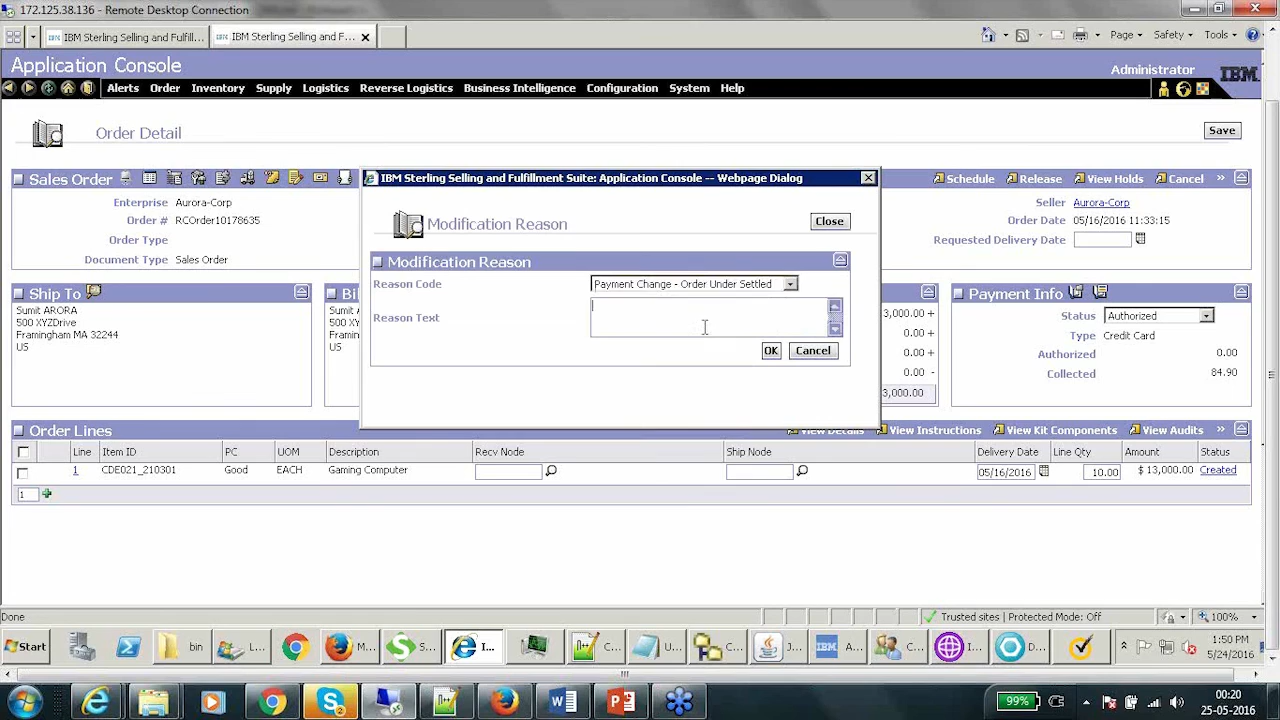 172.125.38.136 - Remote Desktop Connection
IBM Sterling Selling and Fulfill...
IBM Sterling Selling and F...
Page
Safety
Tools
Application Console
Administrator
IBM
Alerts Order Inventory Supply Logistics Reverse Logistics Business Intelligence Configuration System Help
Order Detail
Save
Sales Order
Schedule Release View Holds Cancel
Enterprise Aurora-Corp
Order # RCOrder10178635
Order Type
Document Type Sales Order
Seller Aurora-Corp
Order Date 05/16/2016 11:33:15
Requested Delivery Date
IBM Sterling Selling and Fulfillment Suite: Application Console -- Webpage Dialog
Modification Reason
Close
Modification Reason
Reason Code Payment Change - Order Under Settled
Reason Text
OK Cancel
Ship To
Sumit ARORA
500 XYZDrive
Framingham MA 32244
US
Bi
Sumit
500 X
Framin
US
3,000.00 +
0.00 +
0.00 +
0.00 -
3,000.00
Payment Info
Status Authorized
Type Credit Card
Authorized 0.00
Collected 84.90
Order Lines
View Details View Instructions View Kit Components View Audits
Line Item ID PC UOM Description Recv Node Ship Node Delivery Date Line Qty Amount Status
1 CDE021_210301 Good EACH Gaming Computer 05/16/2016 10.00 $ 13,000.00 Created
1
Done
Trusted sites | Protected Mode: Off
100%
Start
bin
L...
M...
S...
I...
C...
U...
C...
J...
IBM
A...
C...
I...
D...
1:50 PM
5/24/2016
99%
00:20
25-05-2016